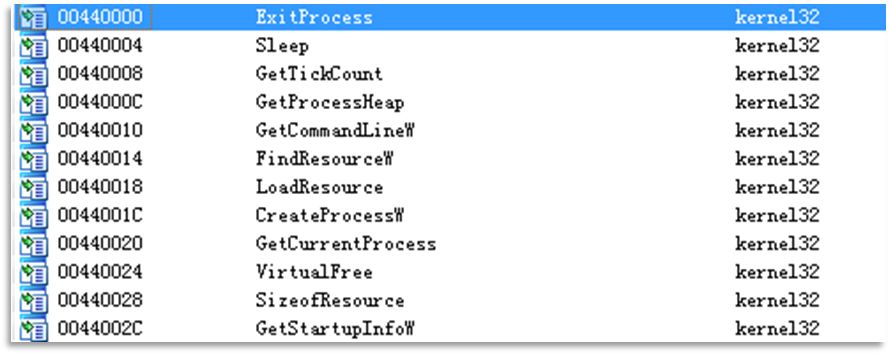 00440000 ExitProcess kernel32
00440004 Sleep kernel32
00440008 GetTickCount kernel32
0044000C GetProcessHeap kernel32
00440010 GetCommandLineW kernel32
00440014 FindResourceW kernel32
00440018 LoadResource kernel32
0044001C CreateProcessW kernel32
00440020 GetCurrentProcess kernel32
00440024 VirtualFree kernel32
00440028 SizeofResource kernel32
0044002C GetStartupInfoW kernel32